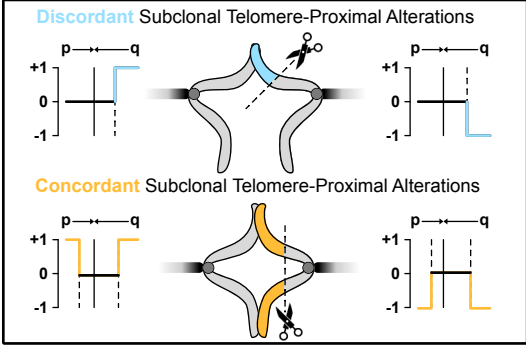 Discordant Subclonal Telomere-Proximal Alterations
p q
+1
0
-1
p q
+1
0
-1
Concordant Subclonal Telomere-Proximal Alterations
p q
+1
0
-1
p q
+1
0
-1